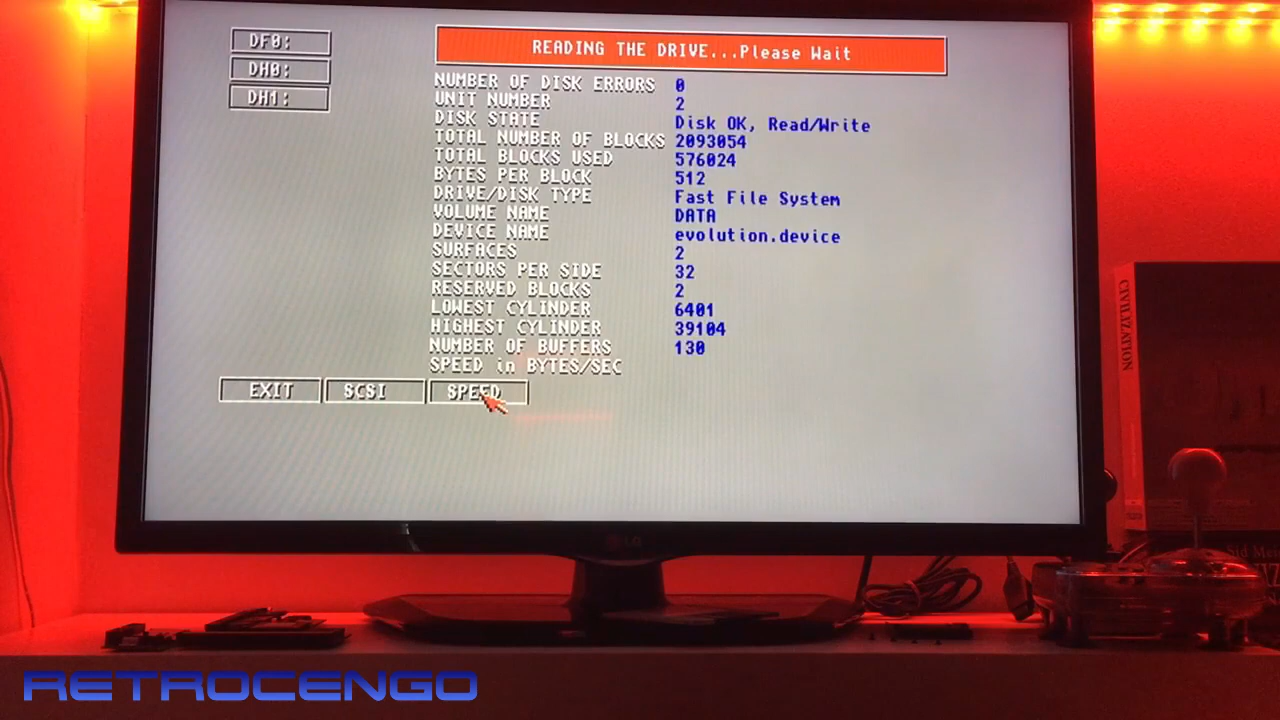 DF0:
DH0:
DH1:
READING THE DRIVE...Please Wait
NUMBER OF DISK ERRORS 0
UNIT NUMBER 2
DISK STATE Disk OK, Read/Write
TOTAL NUMBER OF BLOCKS 2093054
TOTAL BLOCKS USED 576024
BYTES PER BLOCK 512
DRIVE/DISK TYPE Fast File System
VOLUME NAME DATA
DEVICE NAME evolution.device
SURFACES 2
SECTORS PER SIDE 32
RESERVED BLOCKS 2
LOWEST CYLINDER 6401
HIGHEST CYLINDER 39104
NUMBER OF BUFFERS 130
SPEED in BYTES/SEC
EXIT SCSI SPEED
LG
CIVILIZATION
Sid Me
RETROCENGO